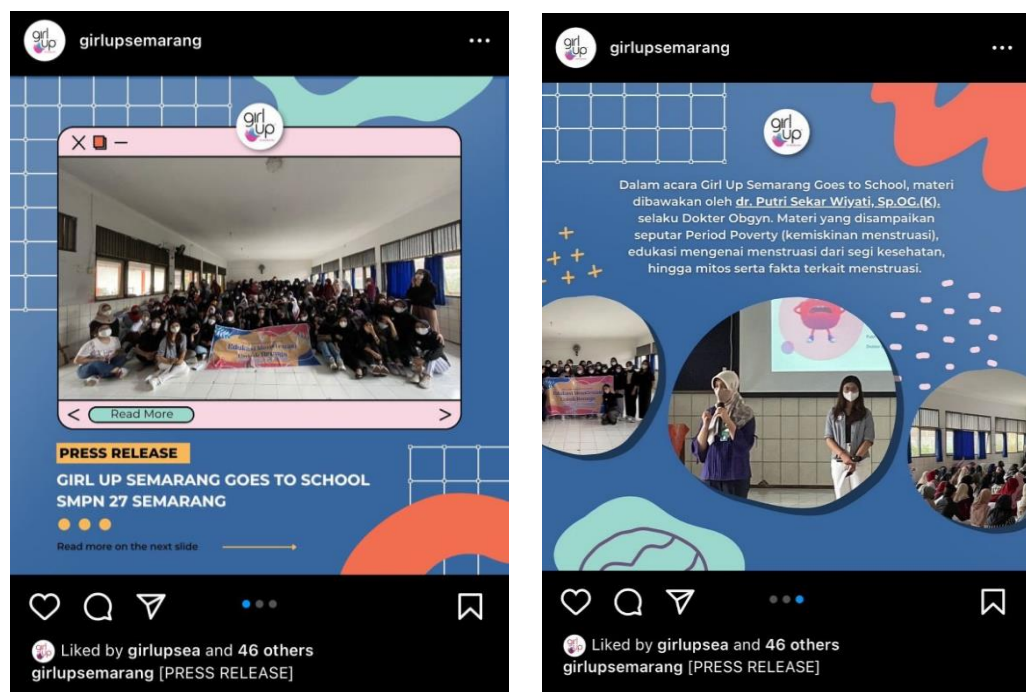 girl up
girlupsemarang
girl up
Read More
PRESS RELEASE
GIRL UP SEMARANG GOES TO SCHOOL
SMPN 27 SEMARANG
Read more on the next slide
Liked by girlupsea and 46 others
girlupsemarang [PRESS RELEASE]
girl up
girlupsemarang
girl up
Dalam acara Girl Up Semarang Goes to School, materi
dibawakan oleh dr. Putri Sekar Wiyati, Sp.OG.(K).
selaku Dokter Obgyn. Materi yang disampaikan
seputar Period Poverty (kemiskinan menstruasi),
edukasi mengenai menstruasi dari segi kesehatan,
hingga mitos serta fakta terkait menstruasi.
Liked by girlupsea and 46 others
girlupsemarang [PRESS RELEASE]